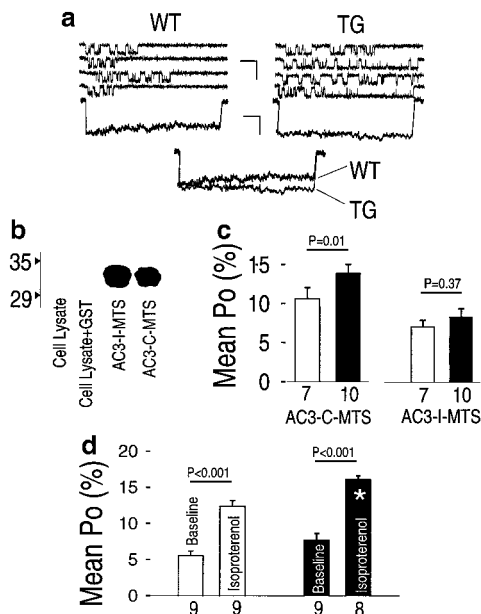 a
WT
TG
WT
TG
b
35
29
Cell Lysate
Cell Lysate+GST
AC3-I-MTS
AC3-C-MTS
c
Mean Po (%)
15
10
5
0
P=0.01
P=0.37
7
10
7
10
AC3-C-MTS
AC3-I-MTS
d
Mean Po (%)
20
15
10
5
0
P<0.001
P<0.001
Baseline
Isoproterenol
Baseline
Isoproterenol
*
9
9
9
8